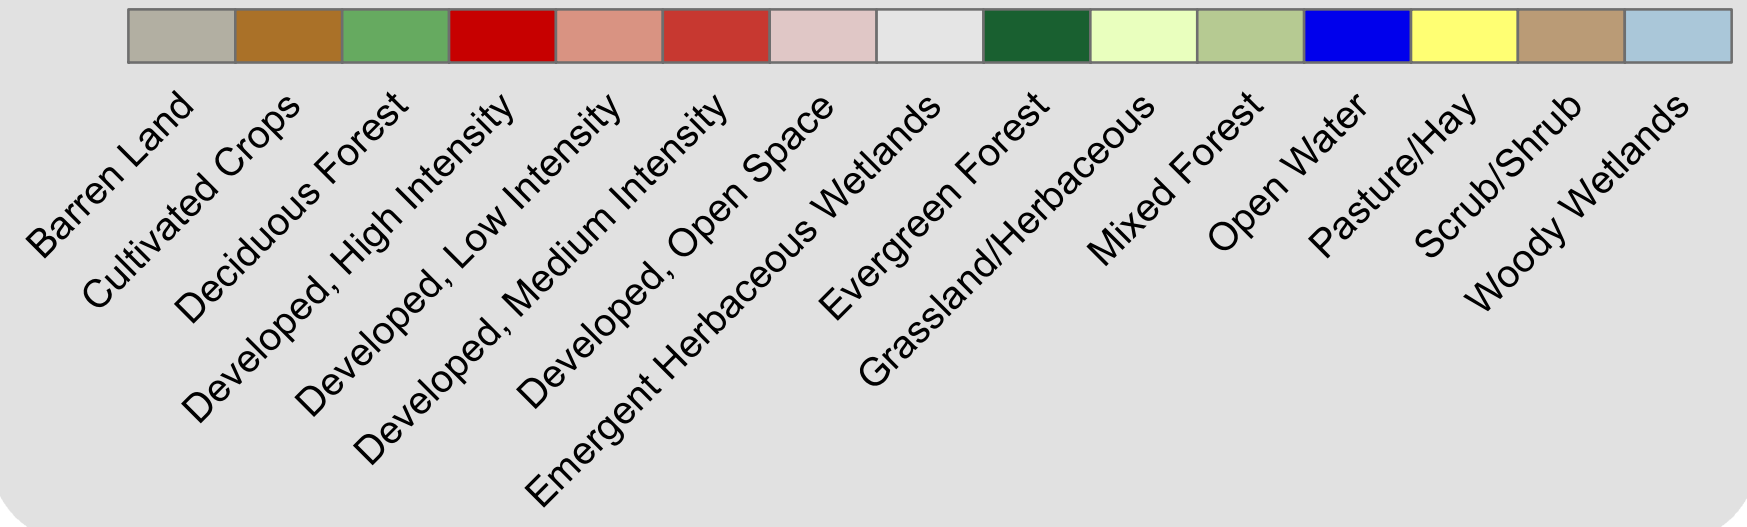 Barren Land
Cultivated Crops
Deciduous Forest
Developed, High Intensity
Developed, Low Intensity
Developed, Medium Intensity
Developed, Open Space
Emergent Herbaceous Wetlands
Evergreen Forest
Grassland/Herbaceous
Mixed Forest
Open Water
Pasture/Hay
Scrub/Shrub
Woody Wetlands